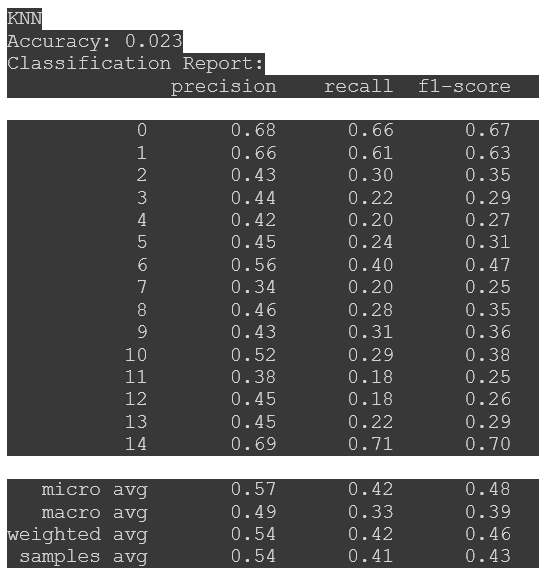 KNN
Accuracy: 0.023
Classification Report:
precision recall f1-score
0 0.68 0.66 0.67
1 0.66 0.61 0.63
2 0.43 0.30 0.35
3 0.44 0.22 0.29
4 0.42 0.20 0.27
5 0.45 0.24 0.31
6 0.56 0.40 0.47
7 0.34 0.20 0.25
8 0.46 0.28 0.35
9 0.43 0.31 0.36
10 0.52 0.29 0.38
11 0.38 0.18 0.25
12 0.45 0.18 0.26
13 0.45 0.22 0.29
14 0.69 0.71 0.70
micro avg 0.57 0.42 0.48
macro avg 0.49 0.33 0.39
weighted avg 0.54 0.42 0.46
samples avg 0.54 0.41 0.43